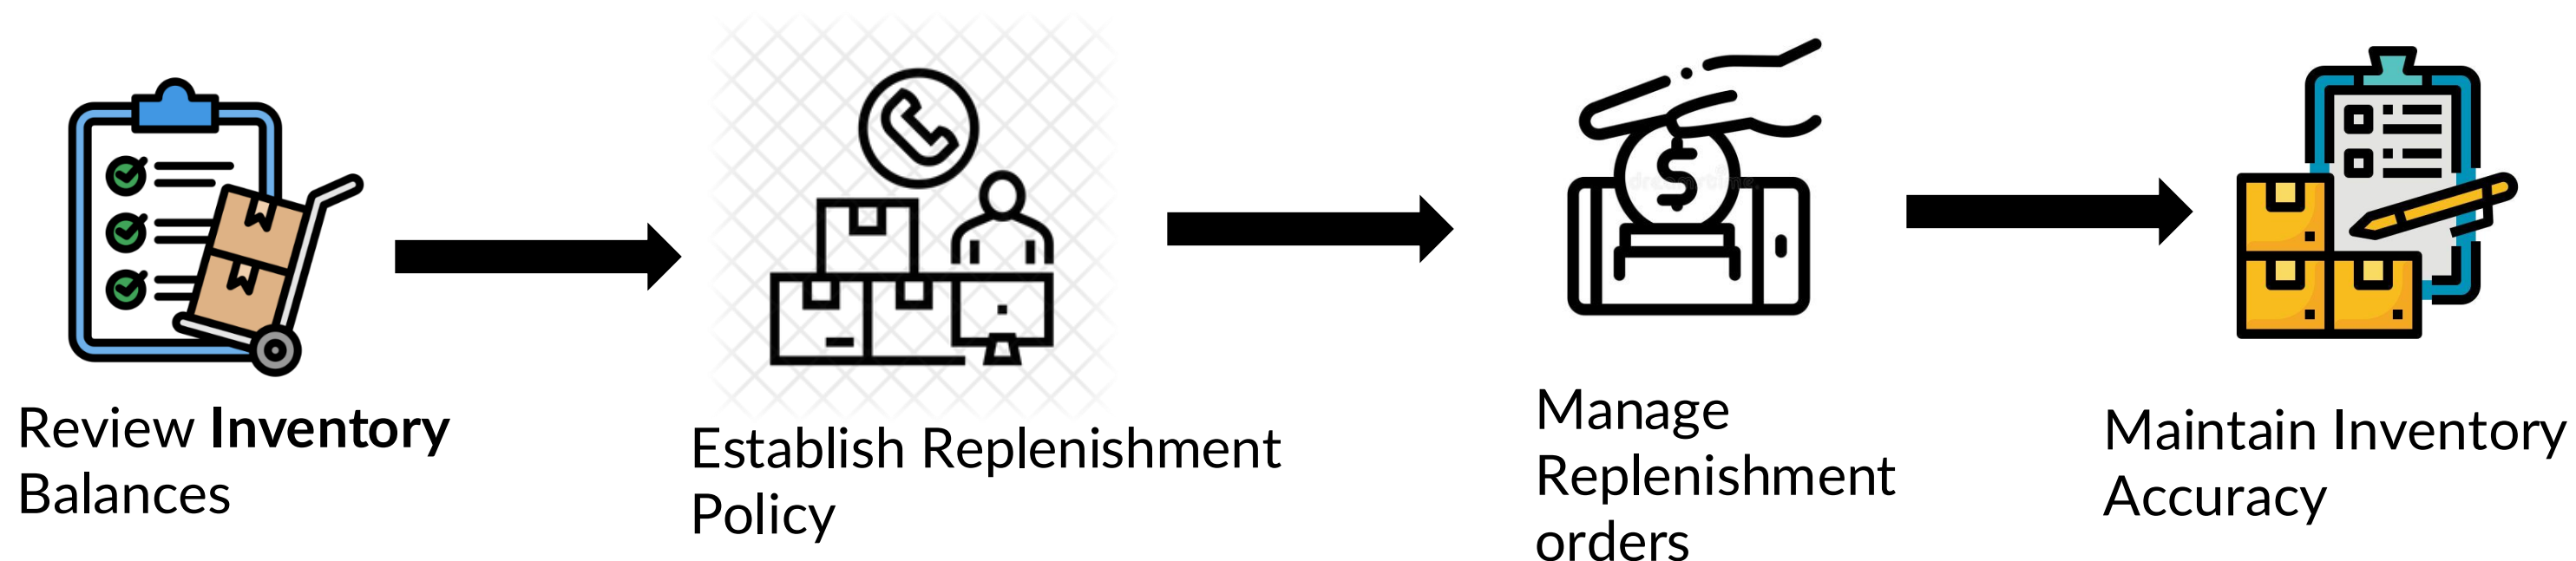 Review Inventory
Balances
Establish Replenishment
Policy
Manage
Replenishment
orders
Maintain Inventory
Accuracy